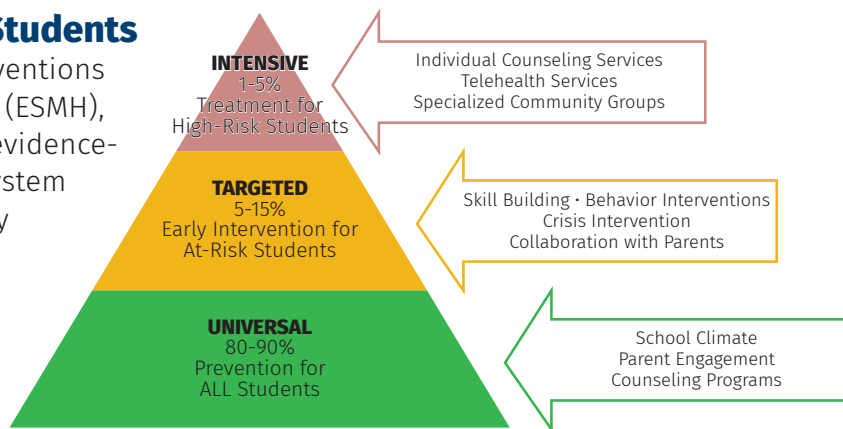 Students
ventions
(ESMH),
evidence-
ystem
y
INTENSIVE
1-5%
Treatment for
High-Risk Students
Individual Counseling Services
Telehealth Services
Specialized Community Groups
TARGETED
5-15%
Early Intervention for
At-Risk Students
Skill Building • Behavior Interventions
Crisis Intervention
Collaboration with Parents
UNIVERSAL
80-90%
Prevention for
ALL Students
School Climate
Parent Engagement
Counseling Programs